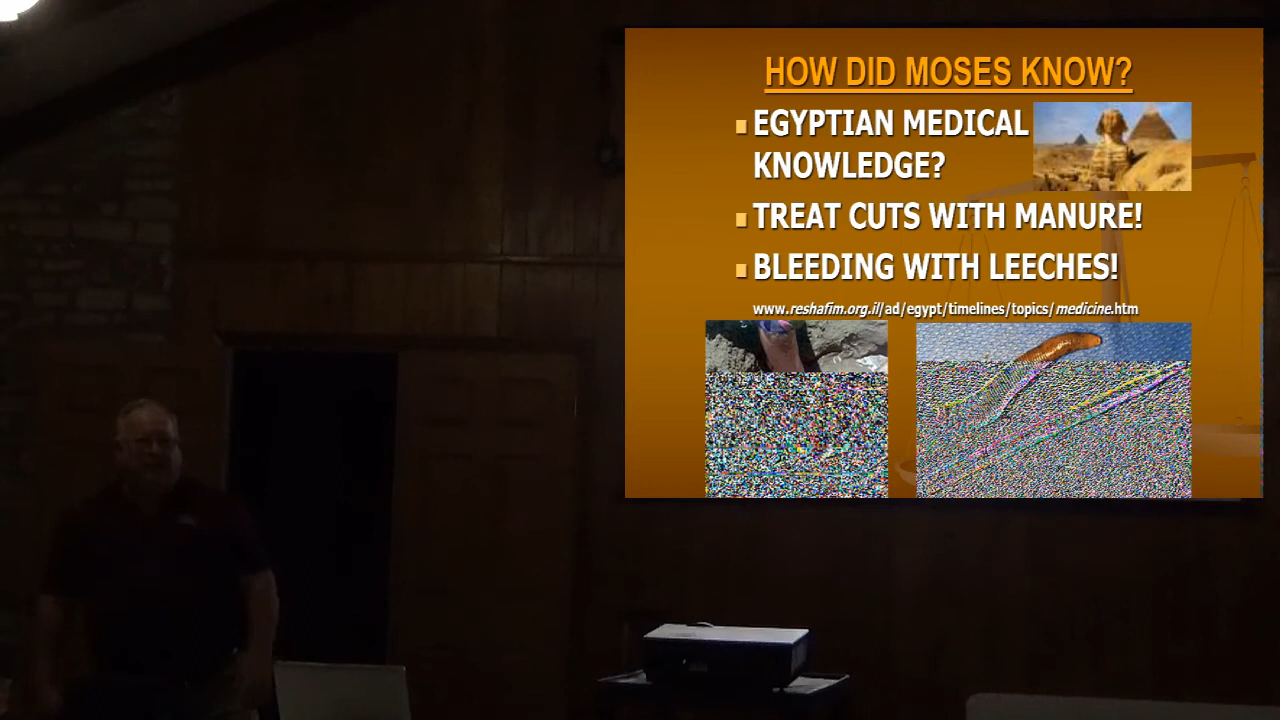 HOW DID MOSES KNOW?
EGYPTIAN MEDICAL
KNOWLEDGE?
TREAT CUTS WITH MANURE!
BLEEDING WITH LEECHES!
www.reshafim.org.il/ad/egypt/timelines/topics/medicine.htm